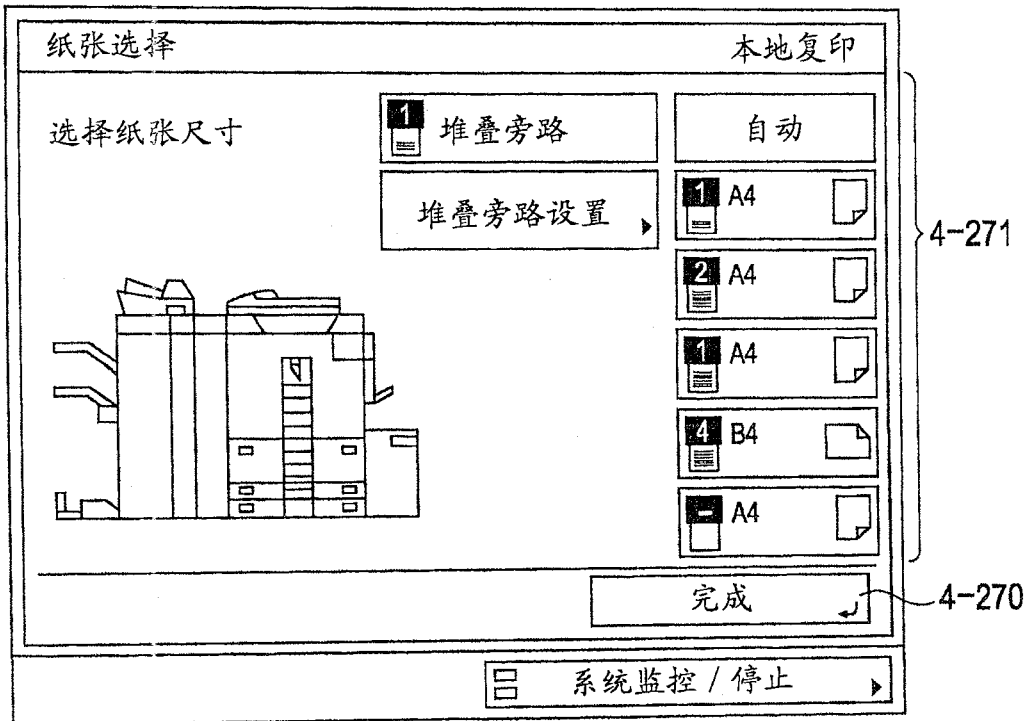 纸张选择
本地复印
选择纸张尺寸
1 堆叠旁路
自动
堆叠旁路设置
1 A4
2 A4
1 A4
4 B4
- A4
4-271
完成
4-270
系统监控 / 停止